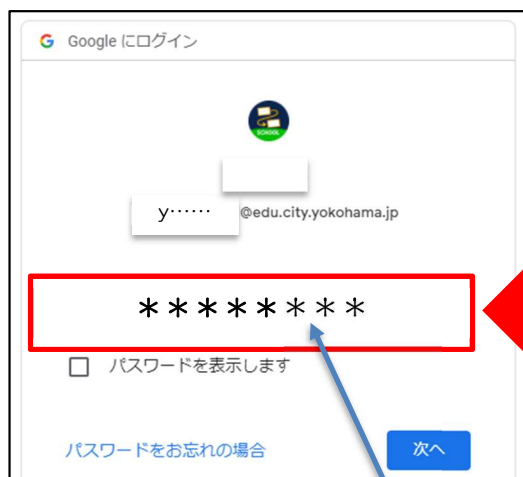 G Google にログイン
SCHOOL
y‥‥‥ @edu.city.yokohama.jp
********
パスワードを表示します
パスワードをお忘れの場合
次へ